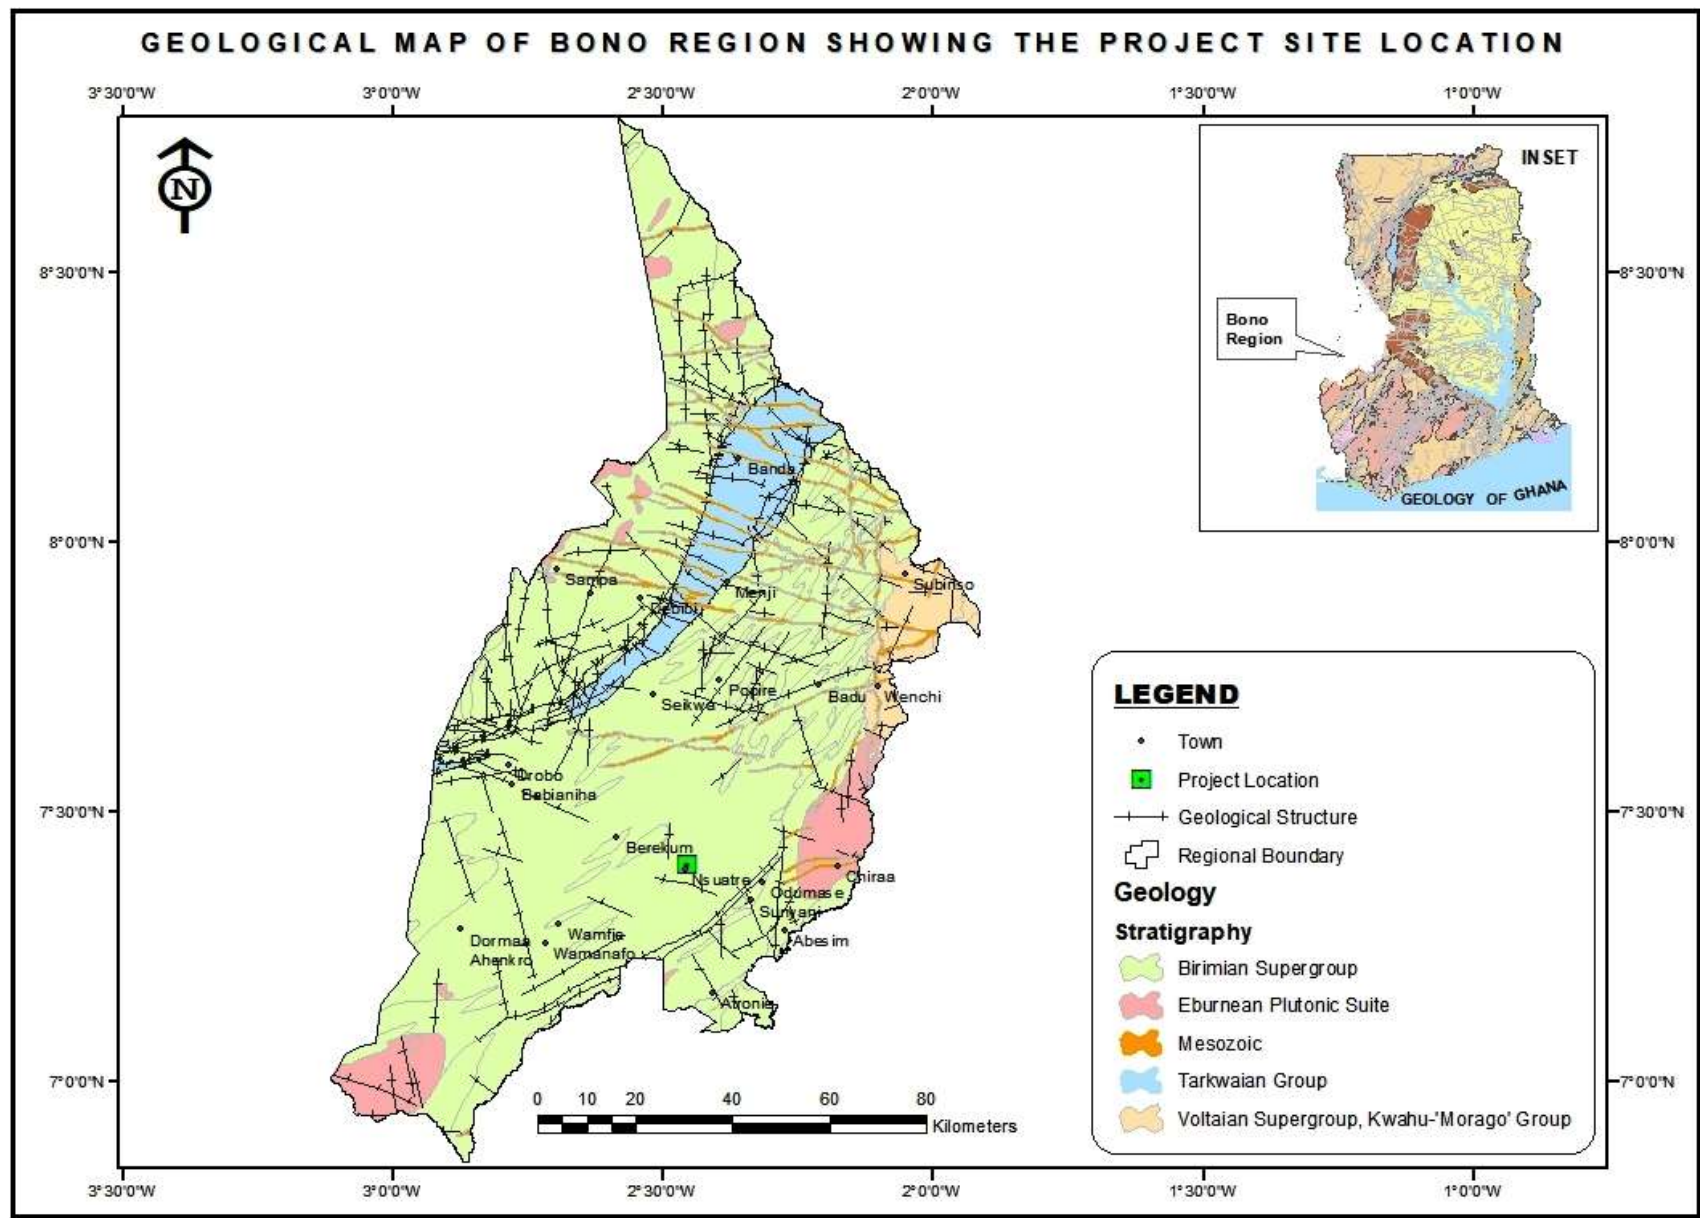 GEOLOGICAL MAP OF BONO REGION SHOWING THE PROJECT SITE LOCATION
3°30'0"W 3°0'0"W 2°30'0"W 2°0'0"W 1°30'0"W 1°0'0"W
N
INSET
Bono
Region
GEOLOGY OF GHANA
8°30'0"N 8°30'0"N
Banda
8°0'0"N 8°0'0"N
Sampa
Subinso
Menji
Debibi
Popire
Badu
Wenchi
Seikwa
Drobo
Babianiha
7°30'0"N 7°30'0"N
Berekum
Nsuatre
Chiraa
Odumase
Sunyani
Wamfie
Abesim
Dormaa
Ahenkro
Wamanafo
Atronie
7°0'0"N 7°0'0"N
0 10 20 40 60 80
Kilometers
LEGEND
Town
Project Location
Geological Structure
Regional Boundary
Geology
Stratigraphy
Birimian Supergroup
Eburnean Plutonic Suite
Mesozoic
Tarkwaian Group
Voltaian Supergroup, Kwahu-'Morago' Group
3°30'0"W 3°0'0"W 2°30'0"W 2°0'0"W 1°30'0"W 1°0'0"W